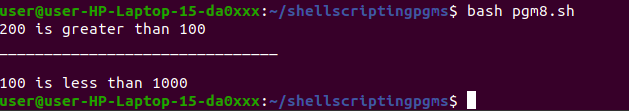 user@user-HP-Laptop-15-da0xxx:~/shellscriptingpgms$ bash pgm8.sh
200 is greater than 100
_______________________________
100 is less than 1000
user@user-HP-Laptop-15-da0xxx:~/shellscriptingpgms$